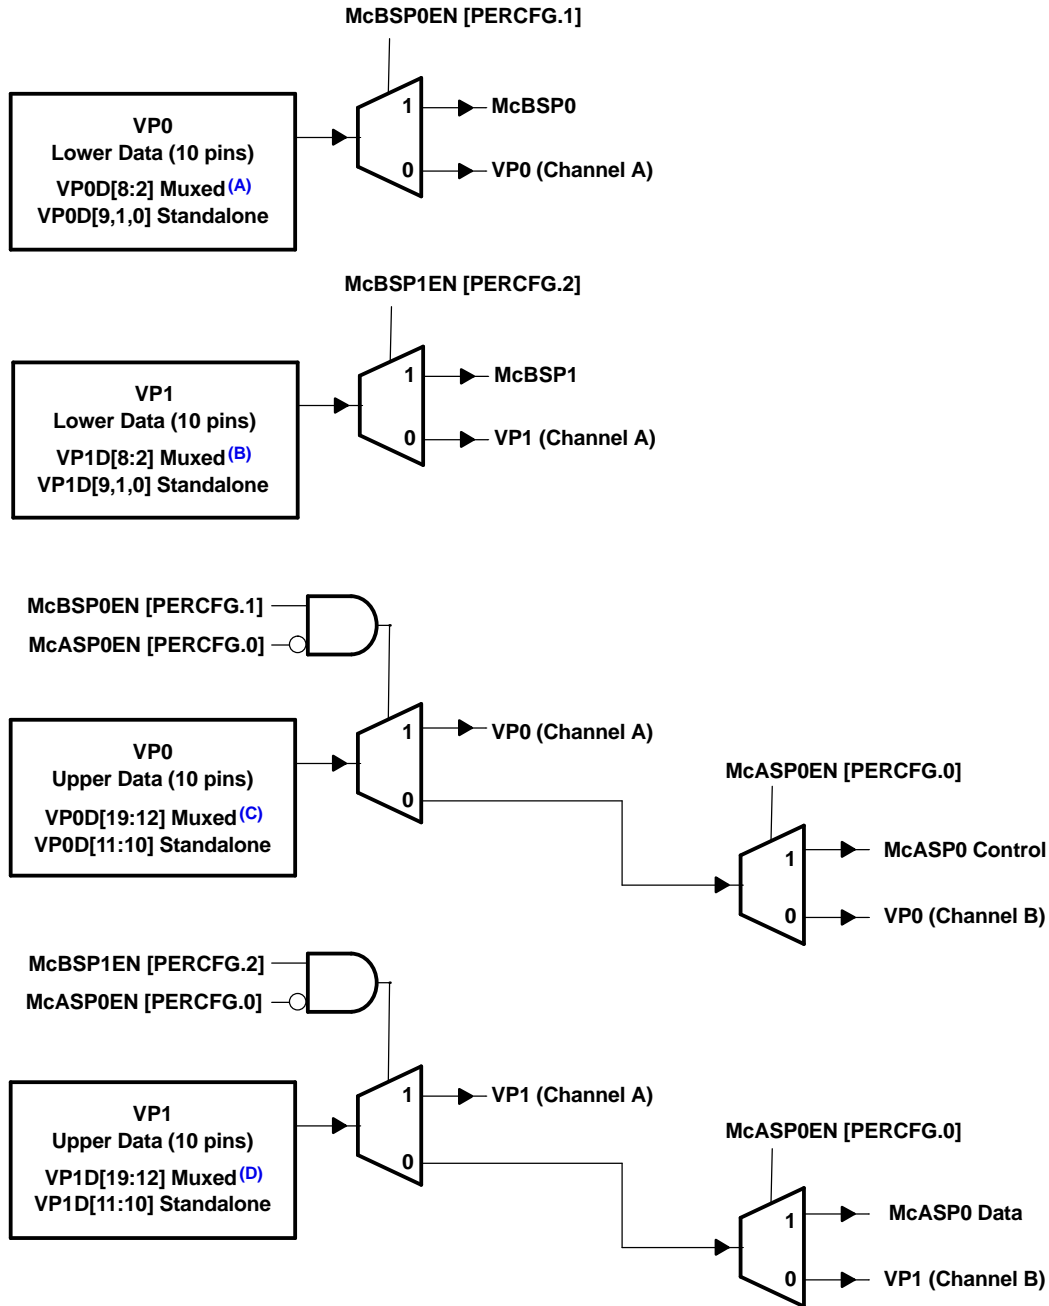 McBSP0EN [PERCFG.1]
VP0
Lower Data (10 pins)
VP0D[8:2] Muxed(A)
VP0D[9,1,0] Standalone
1
McBSP0
0
VP0 (Channel A)
McBSP1EN [PERCFG.2]
VP1
Lower Data (10 pins)
VP1D[8:2] Muxed(B)
VP1D[9,1,0] Standalone
1
McBSP1
0
VP1 (Channel A)
McBSP0EN [PERCFG.1]
McASP0EN [PERCFG.0]
VP0
Upper Data (10 pins)
VP0D[19:12] Muxed(C)
VP0D[11:10] Standalone
1
VP0 (Channel A)
0
McASP0EN [PERCFG.0]
1
McASP0 Control
0
VP0 (Channel B)
McBSP1EN [PERCFG.2]
McASP0EN [PERCFG.0]
VP1
Upper Data (10 pins)
VP1D[19:12] Muxed(D)
VP1D[11:10] Standalone
1
VP1 (Channel A)
0
McASP0EN [PERCFG.0]
1
McASP0 Data
0
VP1 (Channel B)